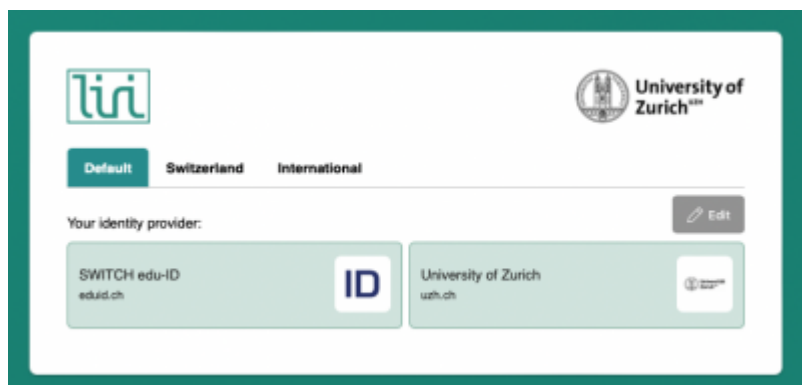 liri
University of
Zurich UZH
Default
Switzerland
International
Your identity provider:
Edit
SWITCH edu-ID
eduid.ch
ID
University of Zurich
uzh.ch